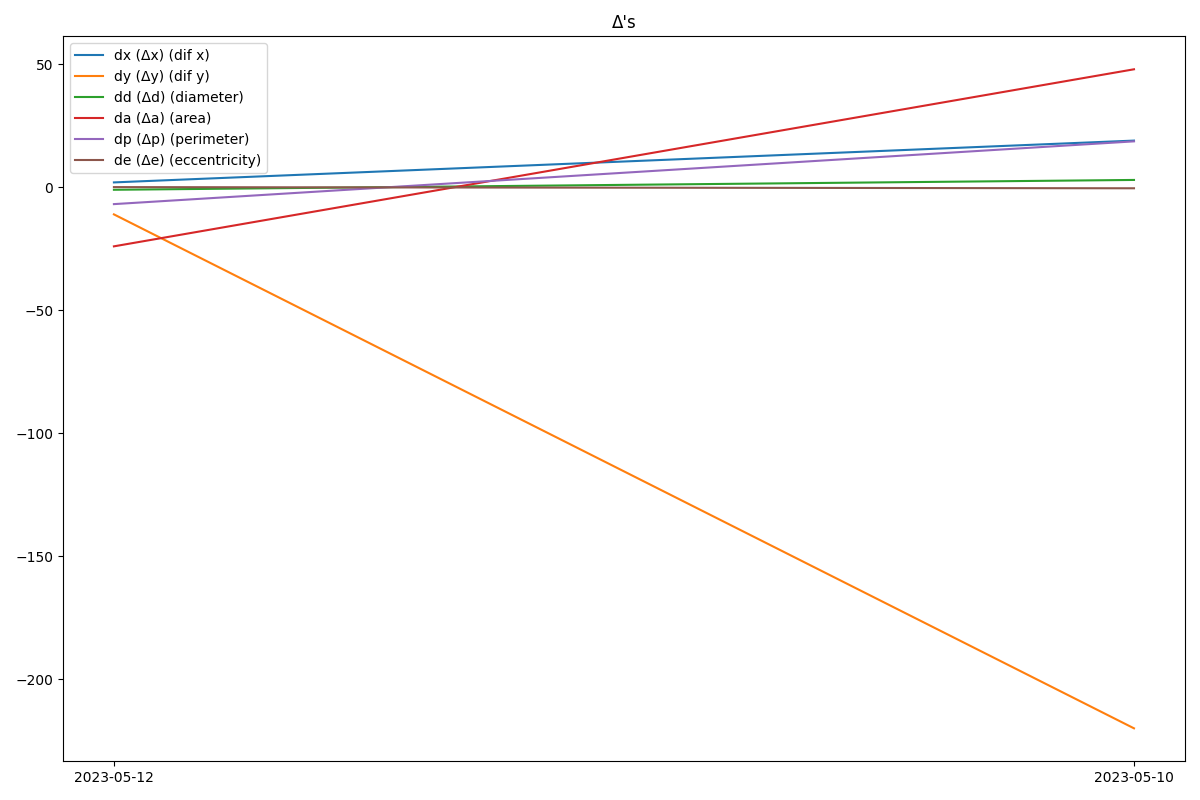 Δ's
dx (Δx) (dif x)
dy (Δy) (dif y)
dd (Δd) (diameter)
da (Δa) (area)
dp (Δp) (perimeter)
de (Δe) (eccentricity)
50
0
−50
−100
−150
−200
2023-05-12
2023-05-10